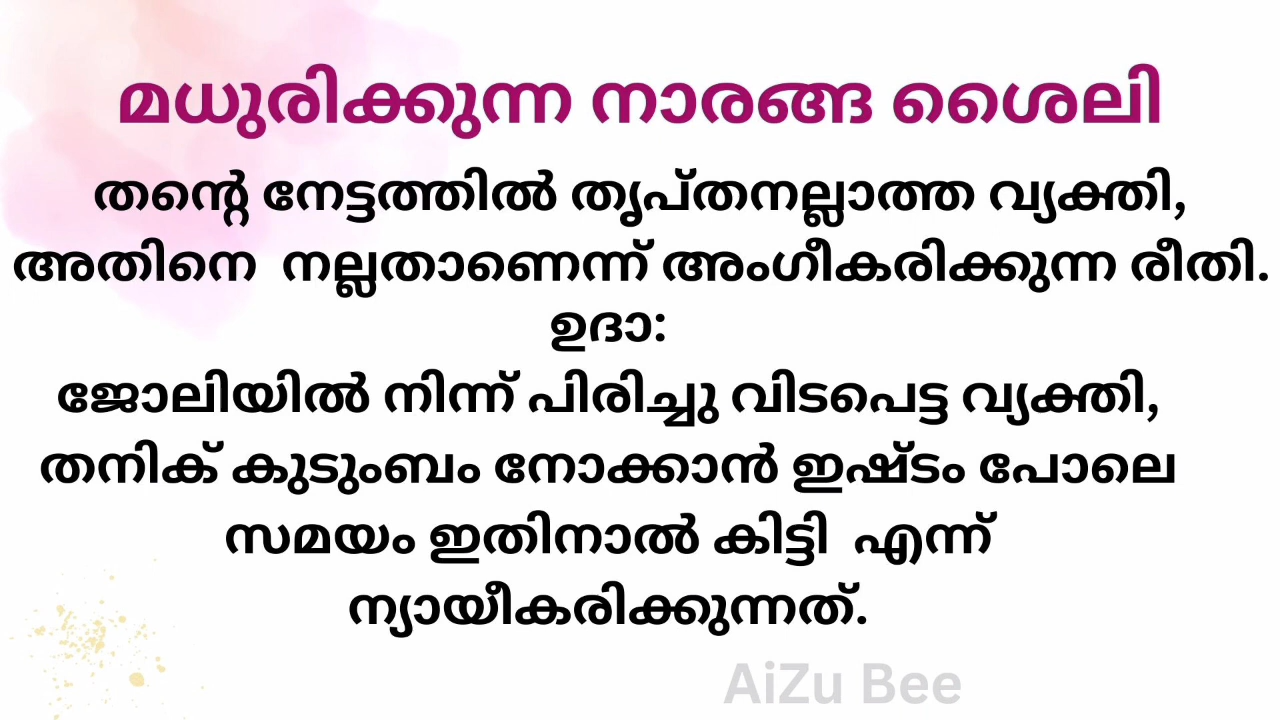 മധുരിക്കുന്ന നാരങ്ങ ശൈലി
തന്റെ നേട്ടത്തിൽ തൃപ്തനല്ലാത്ത വ്യക്തി,
അതിനെ നല്ലതാണെന്ന് അംഗീകരിക്കുന്ന രീതി.
ഉദാ:
ജോലിയിൽ നിന്ന് പിരിച്ചു വിടപെട്ട വ്യക്തി,
തനിക് കുടുംബം നോക്കാൻ ഇഷ്ടം പോലെ
സമയം ഇതിനാൽ കിട്ടി എന്ന്
ന്യായീകരിക്കുന്നത്.
AiZu Bee